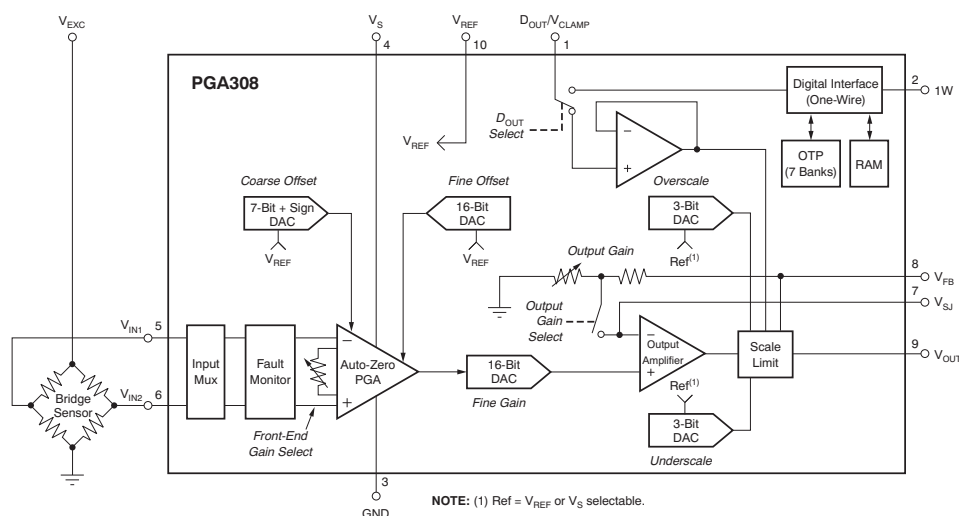 VEXC
VS
VREF
DOUT/VCLAMP
4
10
1
PGA308
2
1W
Digital Interface
(One-Wire)
DOUT
Select
VREF
−
+
OTP
(7 Banks)
RAM
Coarse Offset
Fine Offset
Overscale
7-Bit + Sign
DAC
16-Bit
DAC
3-Bit
DAC
VREF
VREF
Ref(1)
Output Gain
8
VFB
7
VSJ
Output
Gain
Select
VIN1
5
Input
Mux
Fault
Monitor
−
Auto-Zero
PGA
+
16-Bit
DAC
Fine Gain
−
Output
Amplifier
+
Scale
Limit
9
VOUT
Ref(1)
Bridge
Sensor
VIN2
6
Front-End
Gain Select
3-Bit
DAC
Underscale
3
GND
NOTE: (1) Ref = VREF or VS selectable.